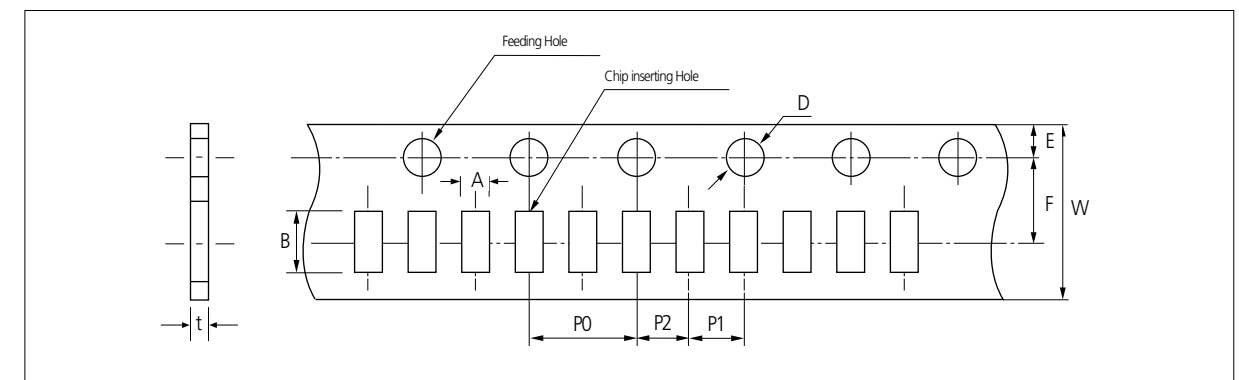 Feeding Hole
Chip inserting Hole
D
E
A
F
W
B
t
P0
P2
P1